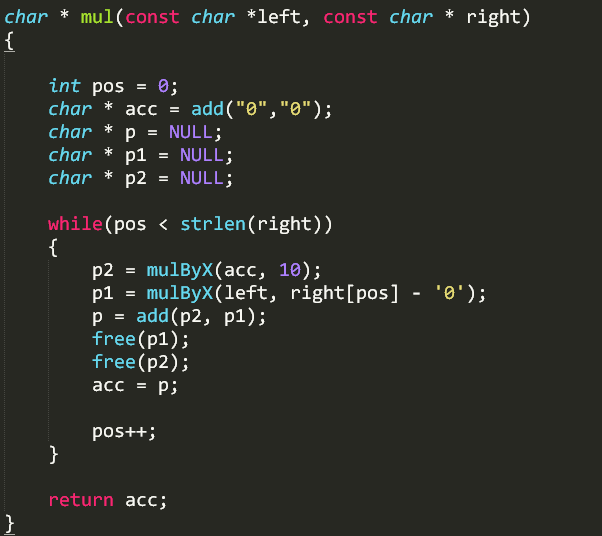 char * mul(const char *left, const char * right)
{
int pos = 0;
char * acc = add("0","0");
char * p = NULL;
char * p1 = NULL;
char * p2 = NULL;
while(pos < strlen(right))
{
p2 = mulByX(acc, 10);
p1 = mulByX(left, right[pos] - '0');
p = add(p2, p1);
free(p1);
free(p2);
acc = p;
pos++;
}
return acc;
}